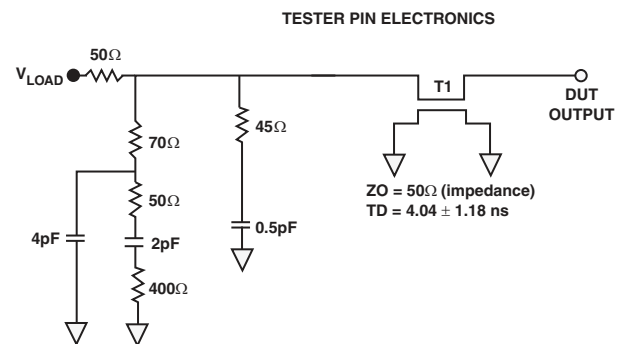 TESTER PIN ELECTRONICS
50Ω
VLOAD
T1
DUT
OUTPUT
70Ω
45Ω
50Ω
ZO = 50Ω (impedance)
TD = 4.04 ± 1.18 ns
4pF
2pF
0.5pF
400Ω